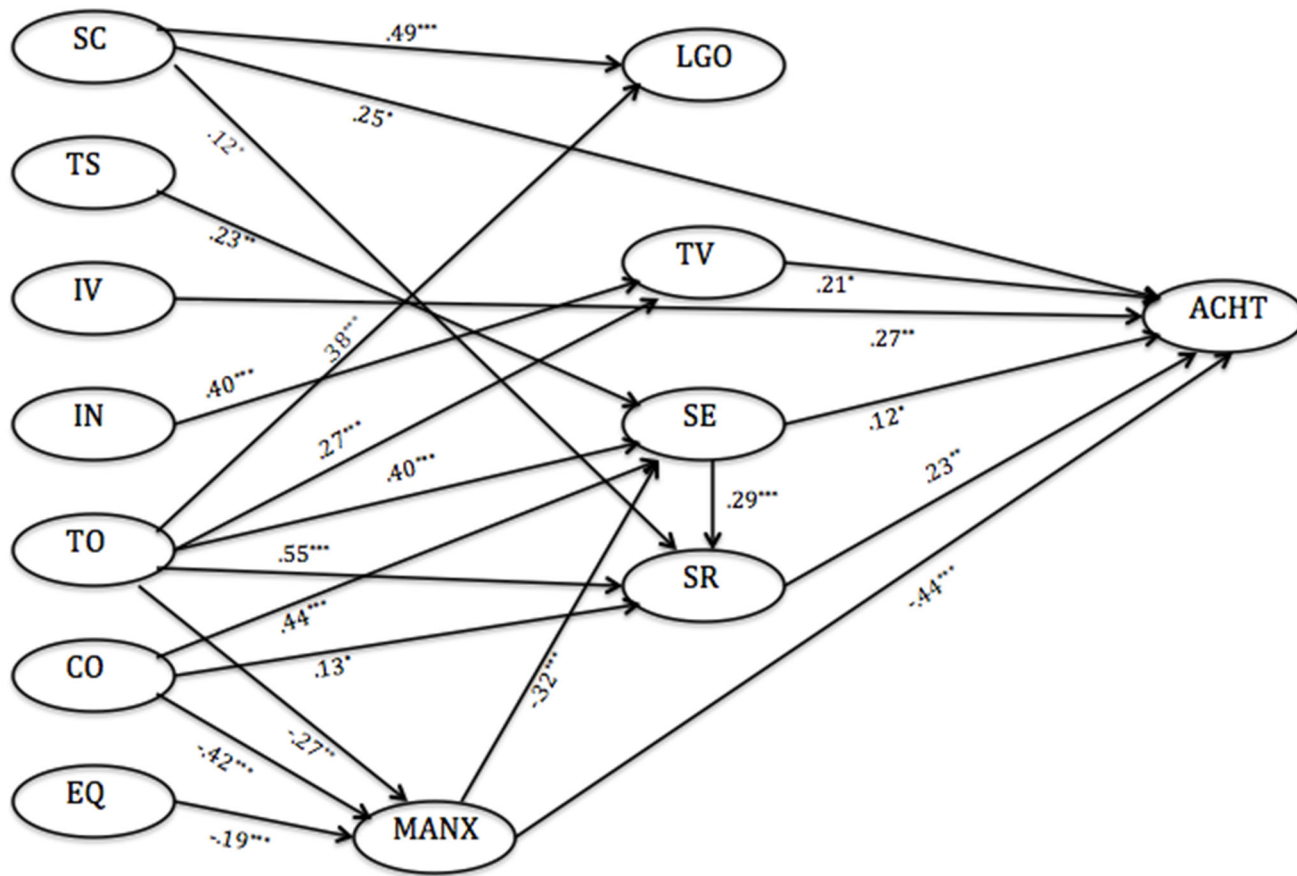 SC
.49***
LGO
.25*
.12*
TS
.23**
TV
.21*
IV
.27**
ACHT
.38***
IN
.40***
.27***
SE
.12*
.40***
.23**
.29***
TO
.55***
SR
.44***
-.44***
CO
.13*
-.32***
-.27**
-.42***
EQ
-.19***
MANX